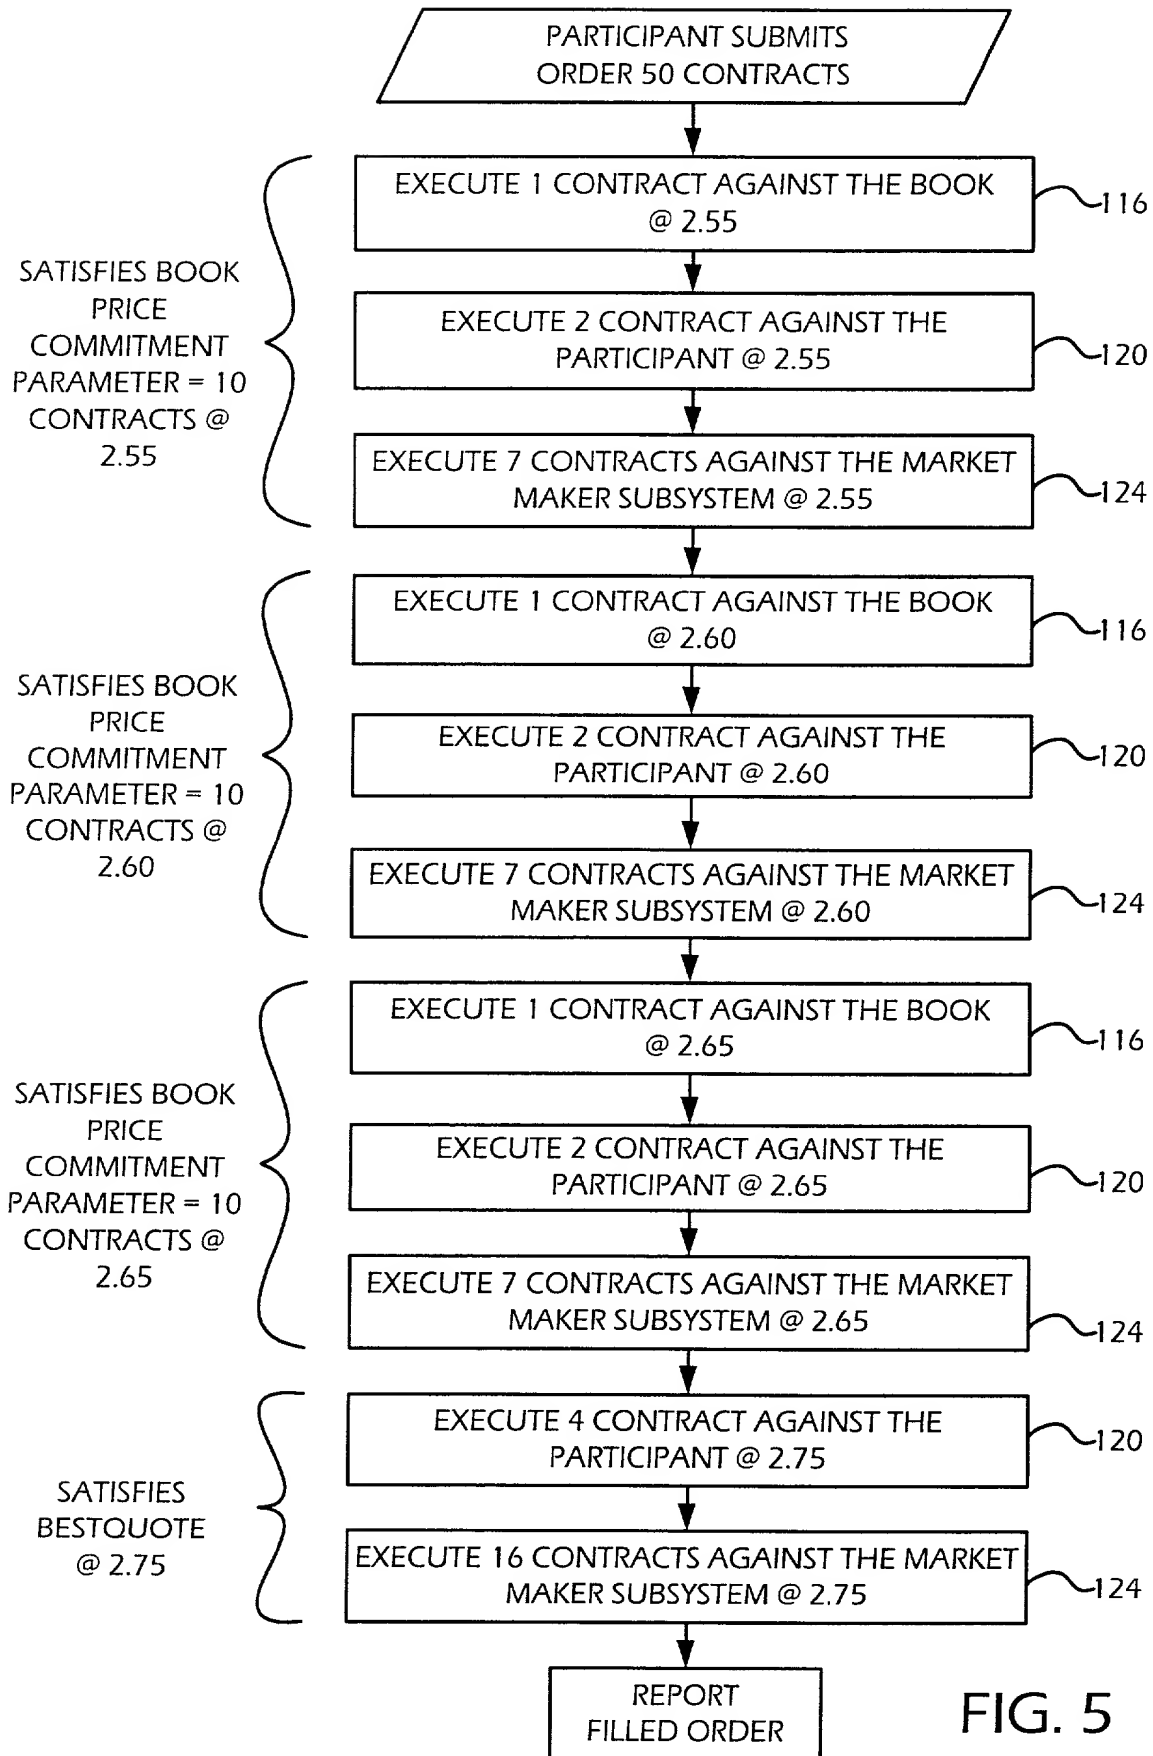 PARTICIPANT SUBMITS
ORDER 50 CONTRACTS
SATISFIES BOOK
PRICE
COMMITMENT
PARAMETER = 10
CONTRACTS @
2.55
EXECUTE 1 CONTRACT AGAINST THE BOOK
@ 2.55
116
EXECUTE 2 CONTRACT AGAINST THE
PARTICIPANT @ 2.55
120
EXECUTE 7 CONTRACTS AGAINST THE MARKET
MAKER SUBSYSTEM @ 2.55
124
SATISFIES BOOK
PRICE
COMMITMENT
PARAMETER = 10
CONTRACTS @
2.60
EXECUTE 1 CONTRACT AGAINST THE BOOK
@ 2.60
116
EXECUTE 2 CONTRACT AGAINST THE
PARTICIPANT @ 2.60
120
EXECUTE 7 CONTRACTS AGAINST THE MARKET
MAKER SUBSYSTEM @ 2.60
124
SATISFIES BOOK
PRICE
COMMITMENT
PARAMETER = 10
CONTRACTS @
2.65
EXECUTE 1 CONTRACT AGAINST THE BOOK
@ 2.65
116
EXECUTE 2 CONTRACT AGAINST THE
PARTICIPANT @ 2.65
120
EXECUTE 7 CONTRACTS AGAINST THE MARKET
MAKER SUBSYSTEM @ 2.65
124
SATISFIES
BESTQUOTE
@ 2.75
EXECUTE 4 CONTRACT AGAINST THE
PARTICIPANT @ 2.75
120
EXECUTE 16 CONTRACTS AGAINST THE MARKET
MAKER SUBSYSTEM @ 2.75
124
REPORT
FILLED ORDER
FIG. 5